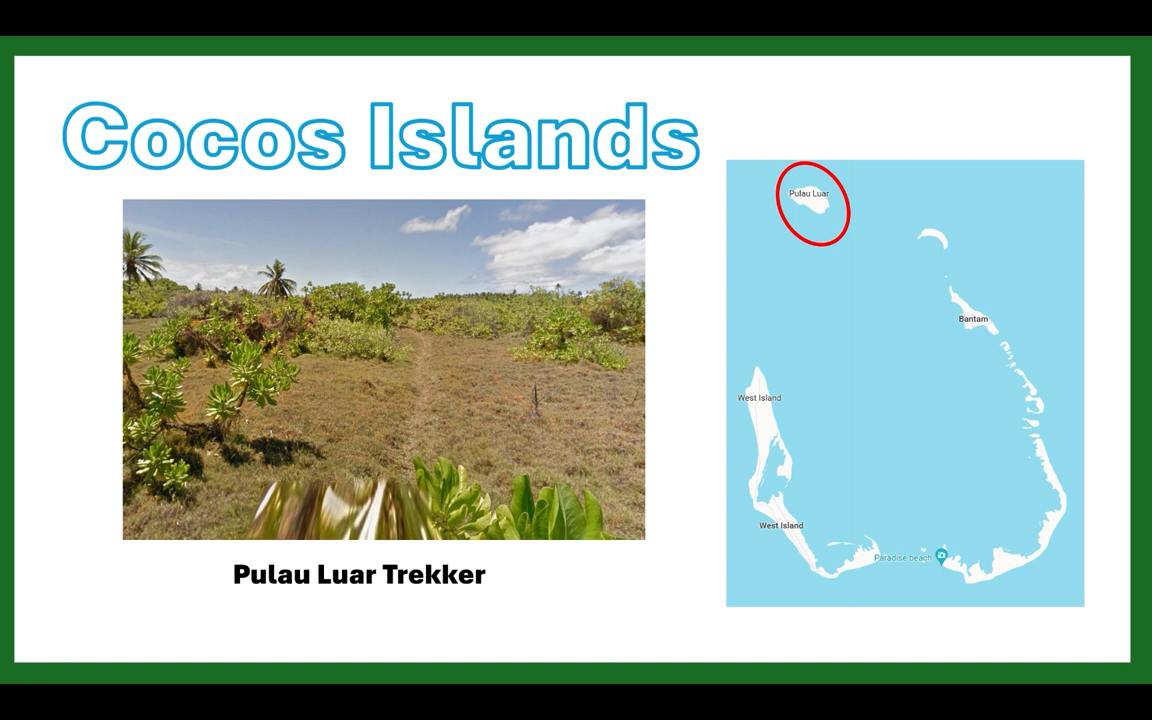 Cocos Islands
Pulau Luar
Bantam
West Island
West Island
Paradise beach
Pulau Luar Trekker